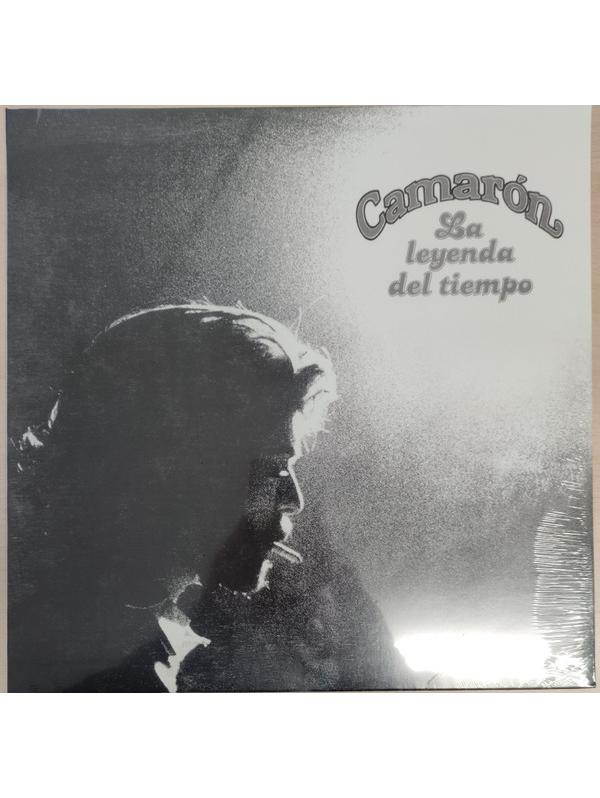 Camarón
La
leyenda
del tiempo